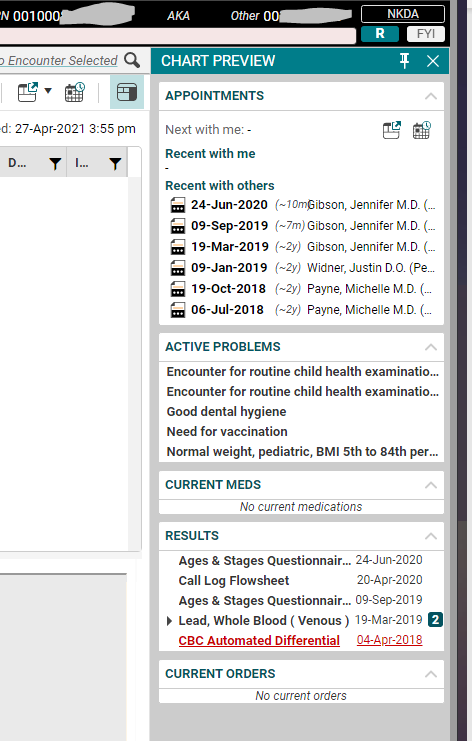 RN 001000 AKA Other 00 NKDA
R FYI
o Encounter Selected CHART PREVIEW
APPOINTMENTS
d: 27-Apr-2021 3:55 pm
Next with me: -
D... I... Recent with me
-
Recent with others
24-Jun-2020 (~10m) Gibson, Jennifer M.D. (...
09-Sep-2019 (~7m) Gibson, Jennifer M.D. (...
19-Mar-2019 (~2y) Gibson, Jennifer M.D. (...
09-Jan-2019 (~2y) Widner, Justin D.O. (Pe...
19-Oct-2018 (~2y) Payne, Michelle M.D. (...
06-Jul-2018 (~2y) Payne, Michelle M.D. (...
ACTIVE PROBLEMS
Encounter for routine child health examinatio...
Encounter for routine child health examinatio...
Good dental hygiene
Need for vaccination
Normal weight, pediatric, BMI 5th to 84th per...
CURRENT MEDS
No current medications
RESULTS
Ages & Stages Questionnair... 24-Jun-2020
Call Log Flowsheet 20-Apr-2020
Ages & Stages Questionnair... 09-Sep-2019
Lead, Whole Blood ( Venous ) 19-Mar-2019 2
CBC Automated Differential 04-Apr-2018
CURRENT ORDERS
No current orders